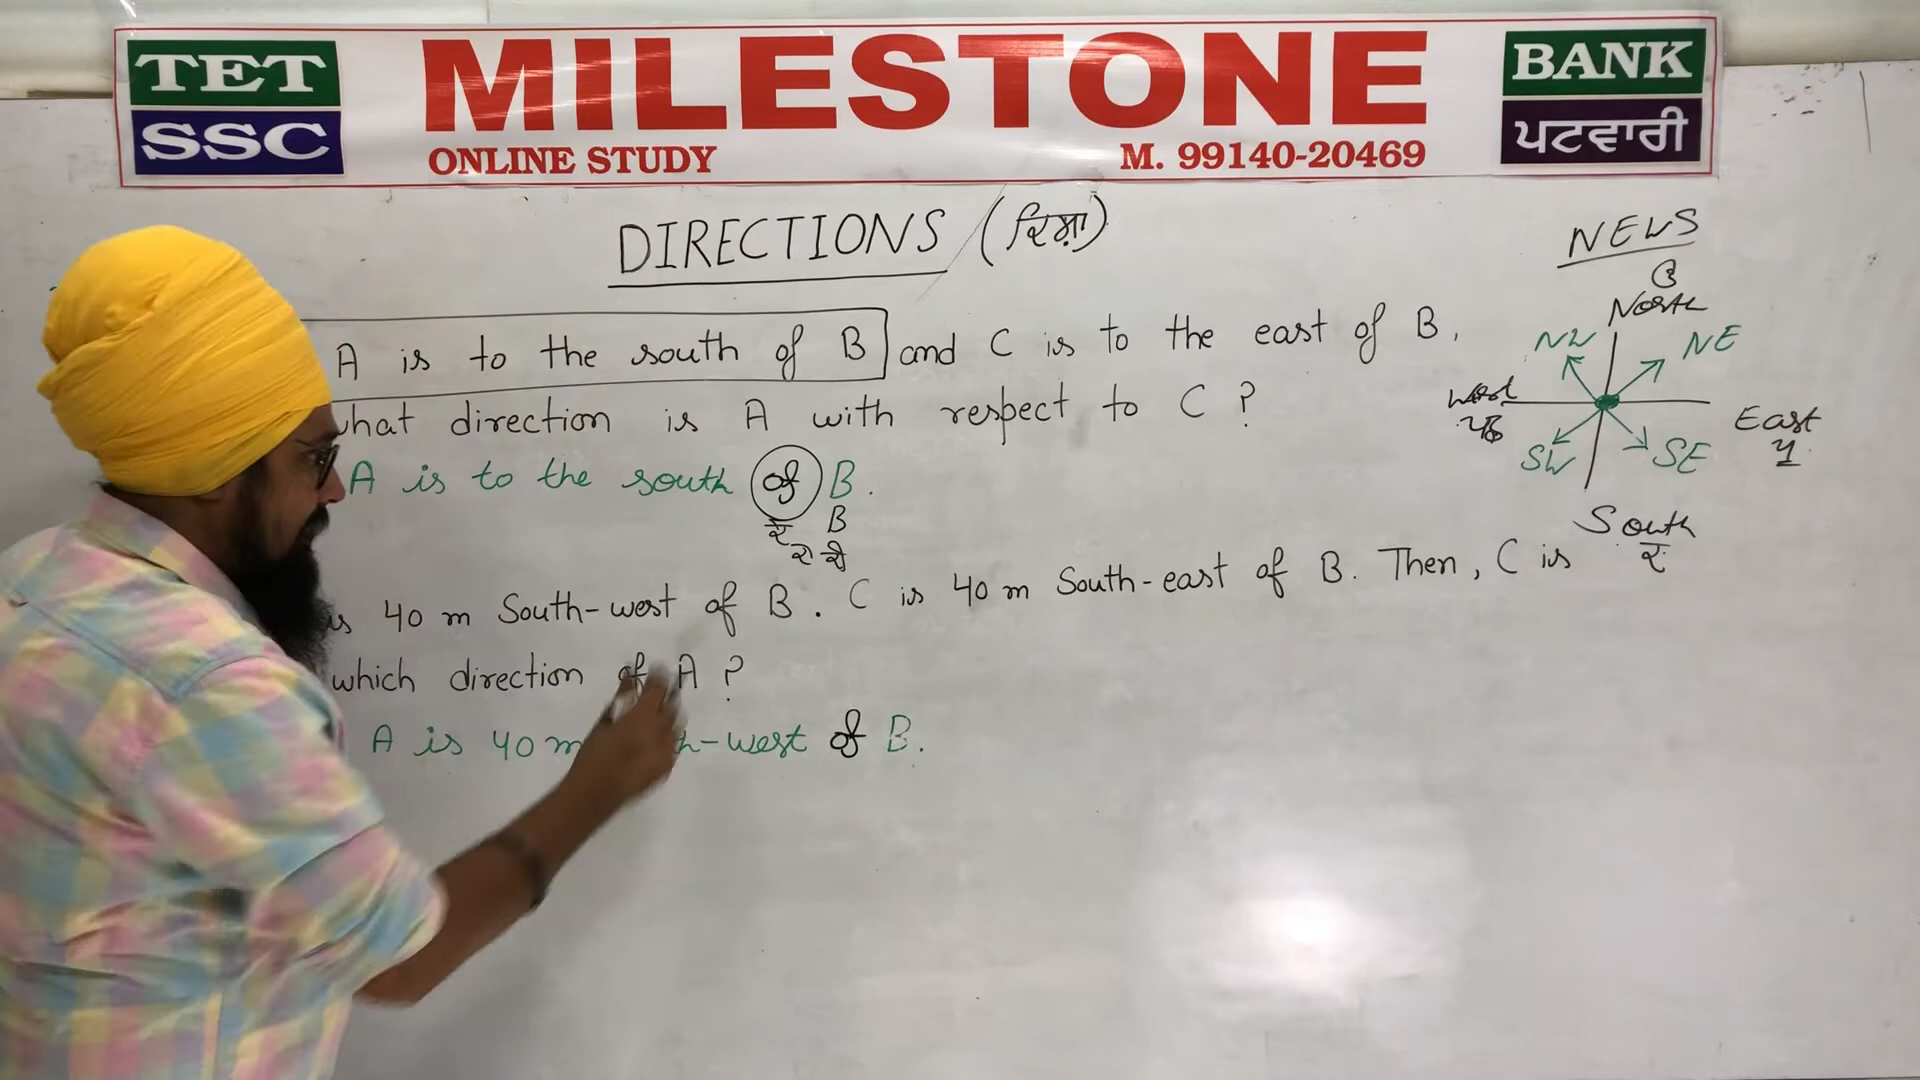 TET
SSC
MILESTONE
ONLINE STUDY
M. 99140-20469
BANK
ਪਟਵਾਰੀ
DIRECTIONS (ਦਿਸ਼ਾ)
NEWS
North
NW
NE
West
East
SW
SE
South
A is to the south of B and C is to the east of B.
what direction is A with respect to C ?
A is to the south of B.
B
is 40 m South-west of B. C is 40 m South-east of B. Then, C is
which direction of A ?
A is 40 m -west of B.